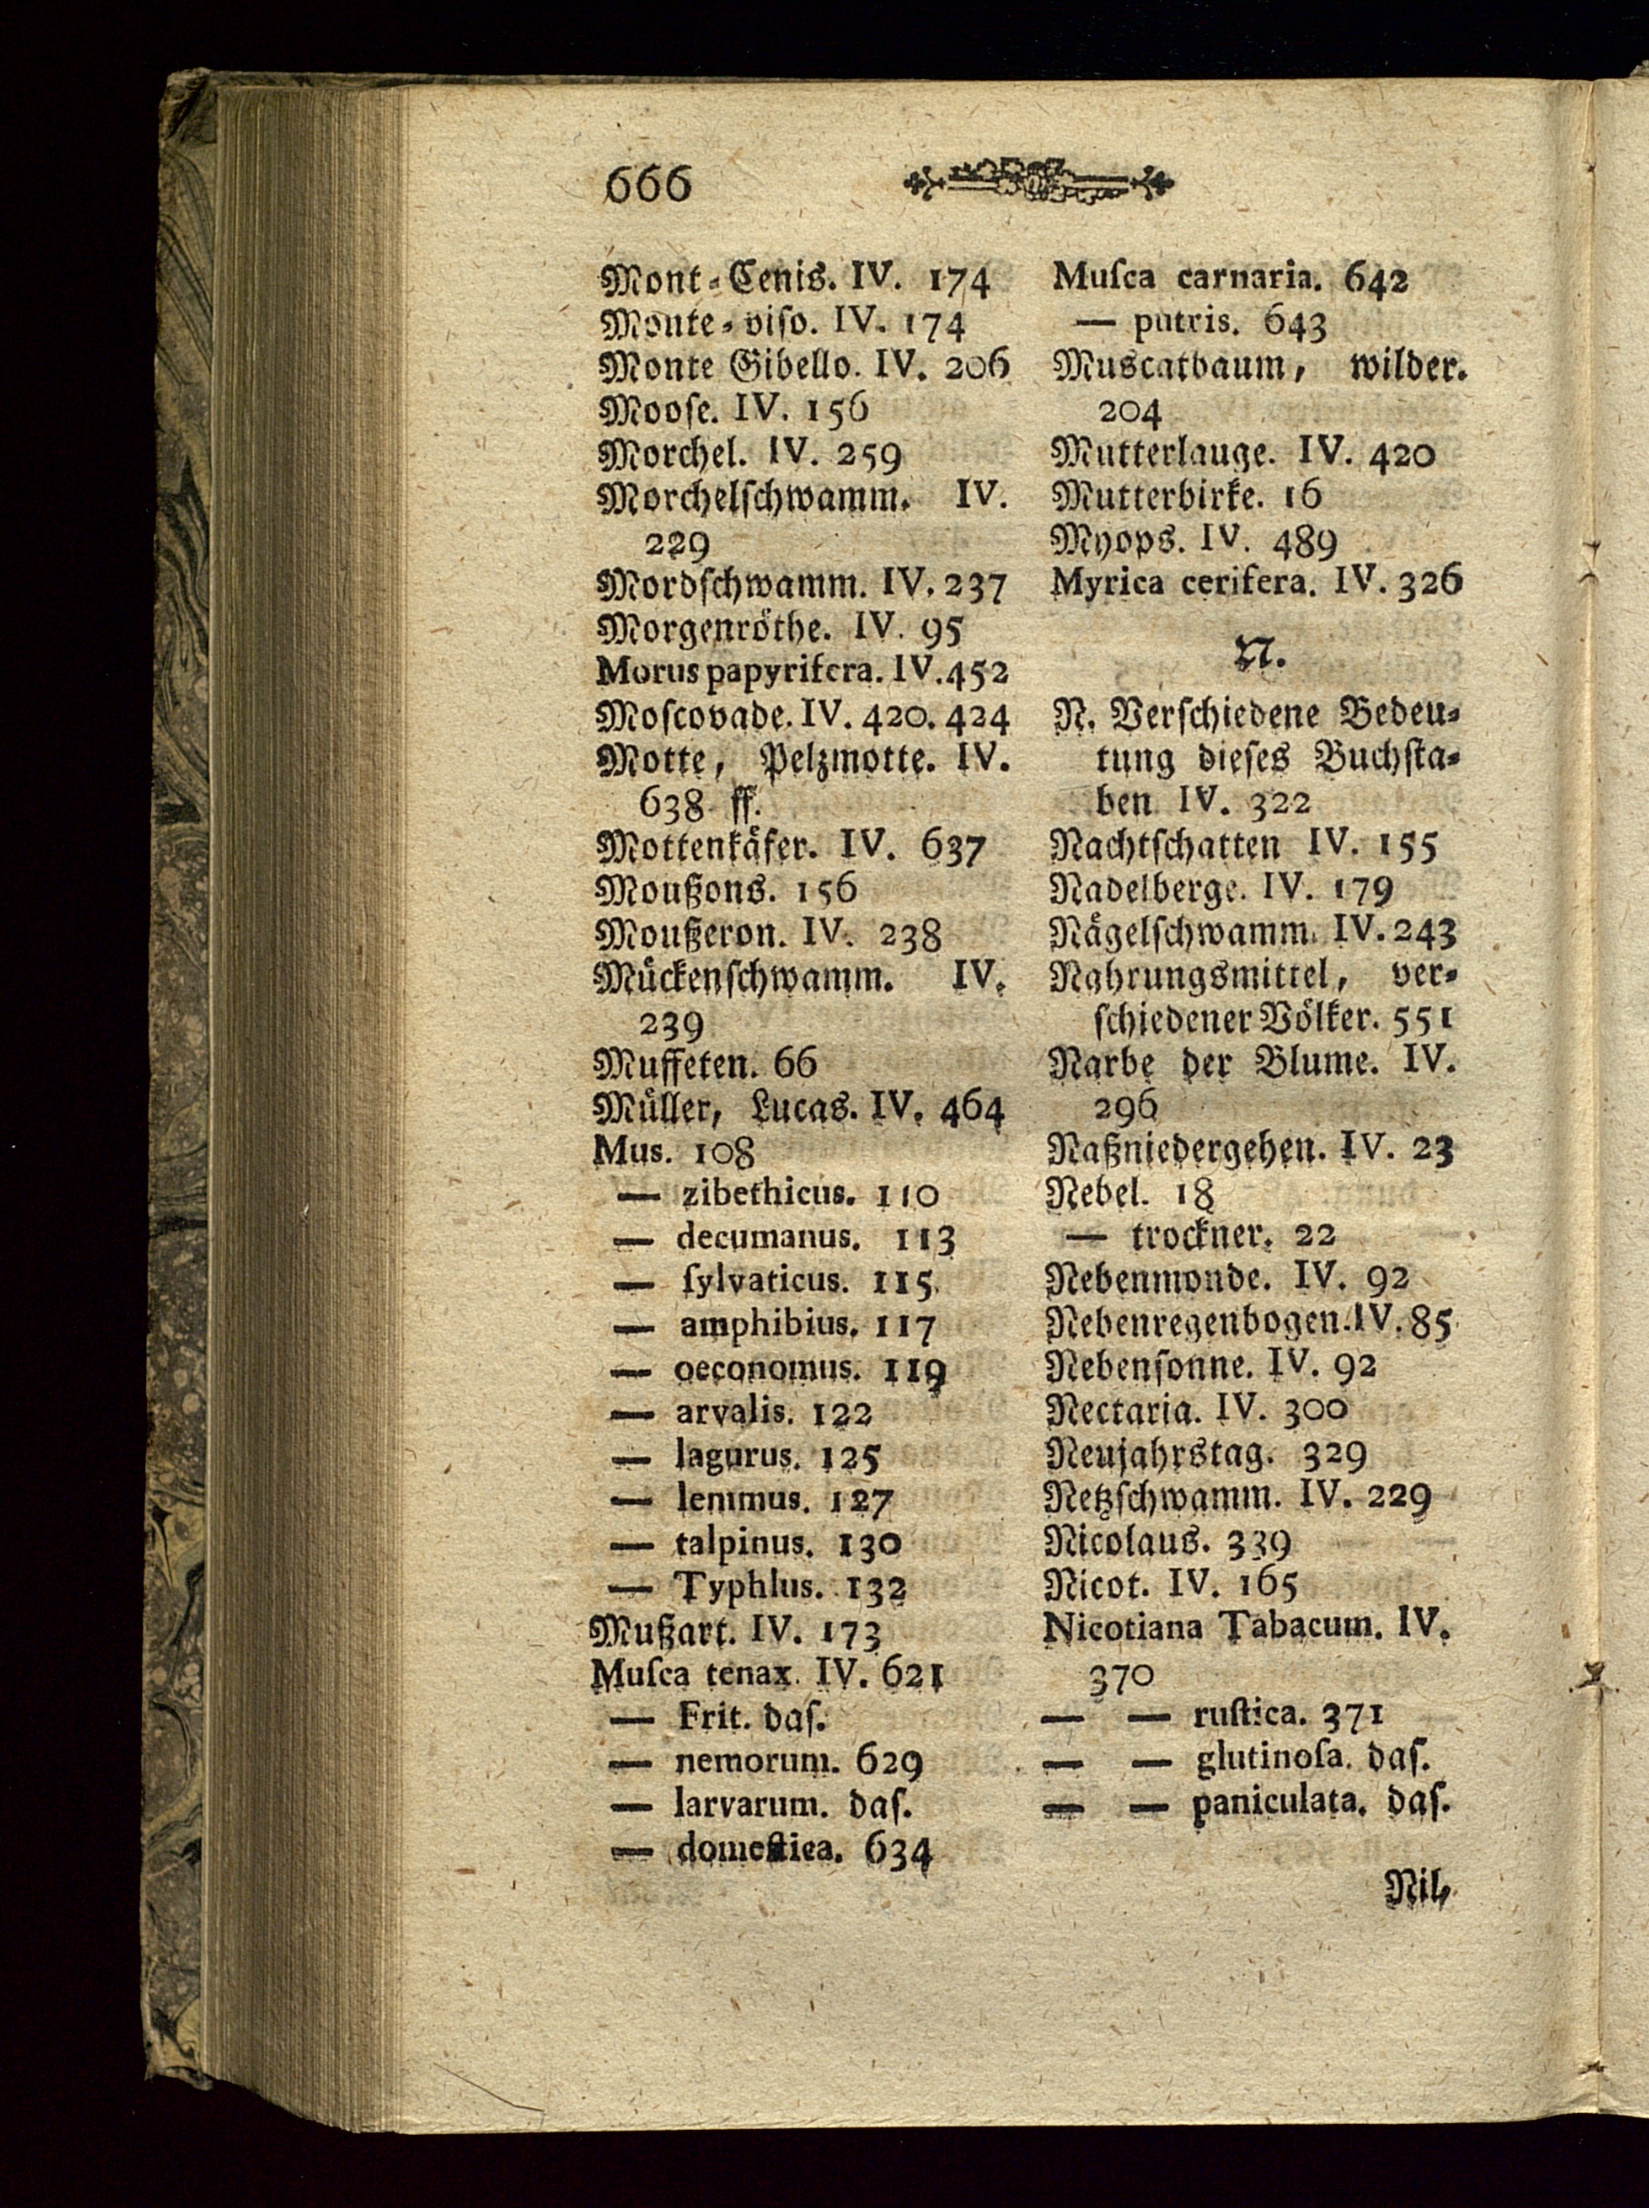 666
Mont-Cenis. IV. 174
Monte-viſo. IV. 174
Monte Gibello. IV. 206
Mooſe. IV. 156
Morchel. IV. 259
Morchelſchwamm. IV.
229
Mordſchwamm. IV. 237
Morgenröthe. IV. 95
Morus papyrifera. IV. 452
Moſcovade. IV. 420. 424
Motte, Pelzmotte. IV.
638 ff.
Mottenkäfer. IV. 637
Moußons. 156
Moußeron. IV. 238
Mückenſchwamm. IV.
239
Muffeten. 66
Müller, Lucas. IV. 464
Mus. 108
— zibethicus. 110
— decumanus. 113
— ſylvaticus. 115
— amphibius. 117
— oeconomus. 119
— arvalis. 122
— lagurus. 125
— lemmus. 127
— talpinus. 130
— Typhlus. 132
Mußart. IV. 173
Muſca tenax. IV. 621
— Frit. daſ.
— nemorum. 629
— larvarum. daſ.
— domeſtica. 634
Muſca carnaria. 642
— putris. 643
Muscatbaum, wilder.
204
Mutterlauge. IV. 420
Mutterbirke. 16
Myops. IV. 489
Myrica cerifera. IV. 326
N.
N. Verſchiedene Bedeu-
tung dieſes Buchſta-
ben IV. 322
Nachtſchatten IV. 155
Nadelberge. IV. 179
Nägelſchwamm. IV. 243
Nahrungsmittel, ver-
ſchiedener Völker. 551
Narbe der Blume. IV.
296
Naßniedergehen. IV. 23
Nebel. 18
— trockner. 22
Nebenmonde. IV. 92
Nebenregenbogen. IV. 85
Nebenſonne. IV. 92
Nectaria. IV. 300
Neujahrstag. 329
Netzſchwamm. IV. 229
Nicolaus. 339
Nicot. IV. 165
Nicotiana Tabacum. IV.
370
— — ruſtica. 371
— — glutinoſa. daſ.
— — paniculata. daſ.
Nil,